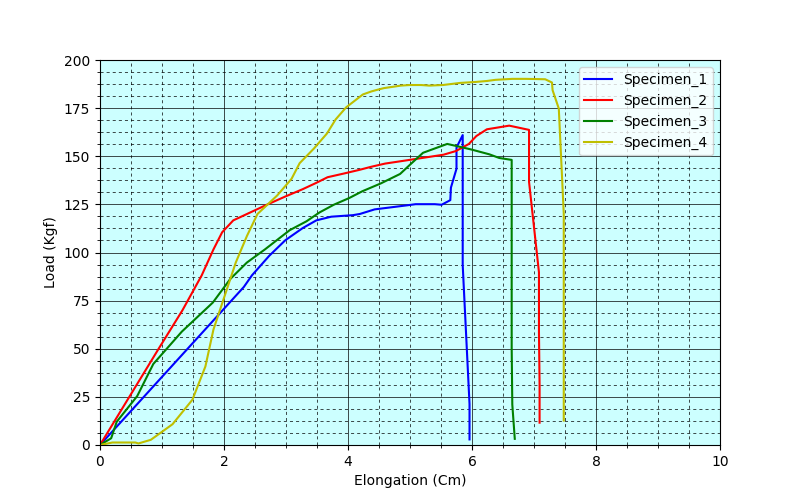 200
175
150
125
100
75
50
25
0
Load (Kgf)
0 2 4 6 8 10
Elongation (Cm)
Specimen_1
Specimen_2
Specimen_3
Specimen_4